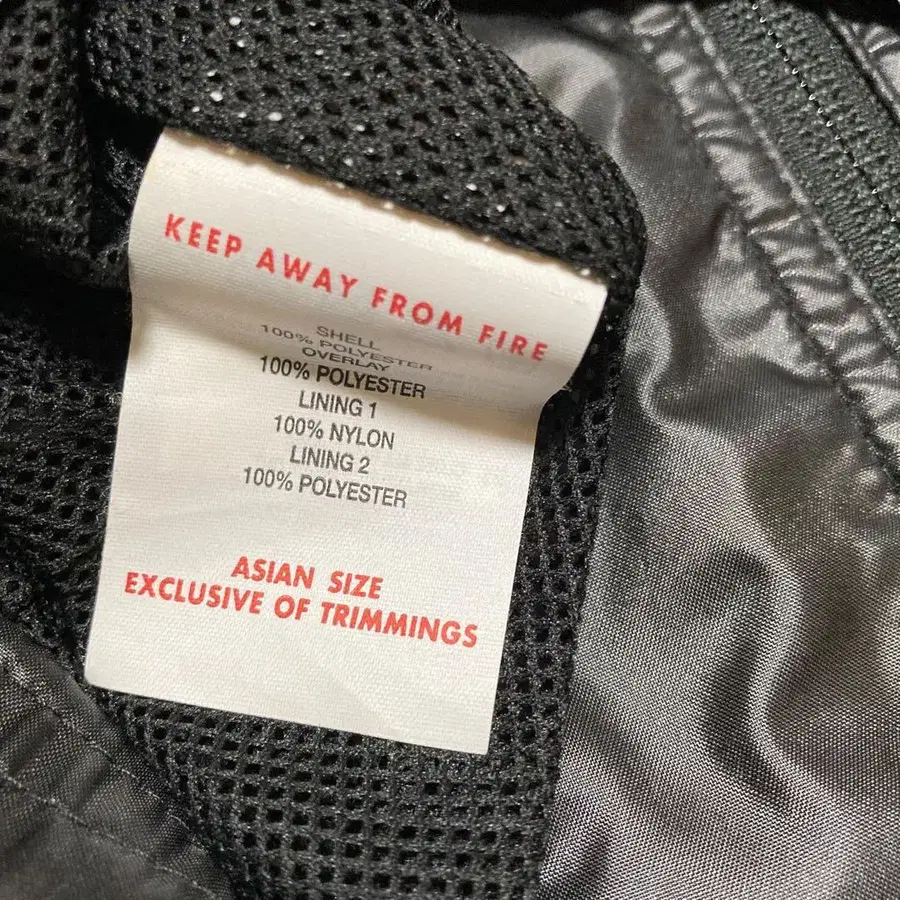 KEEP AWAY FROM FIRE
SHELL
100% POLYESTER
OVERLAY
100% POLYESTER
LINING 1
100% NYLON
LINING 2
100% POLYESTER
ASIAN SIZE
EXCLUSIVE OF TRIMMINGS